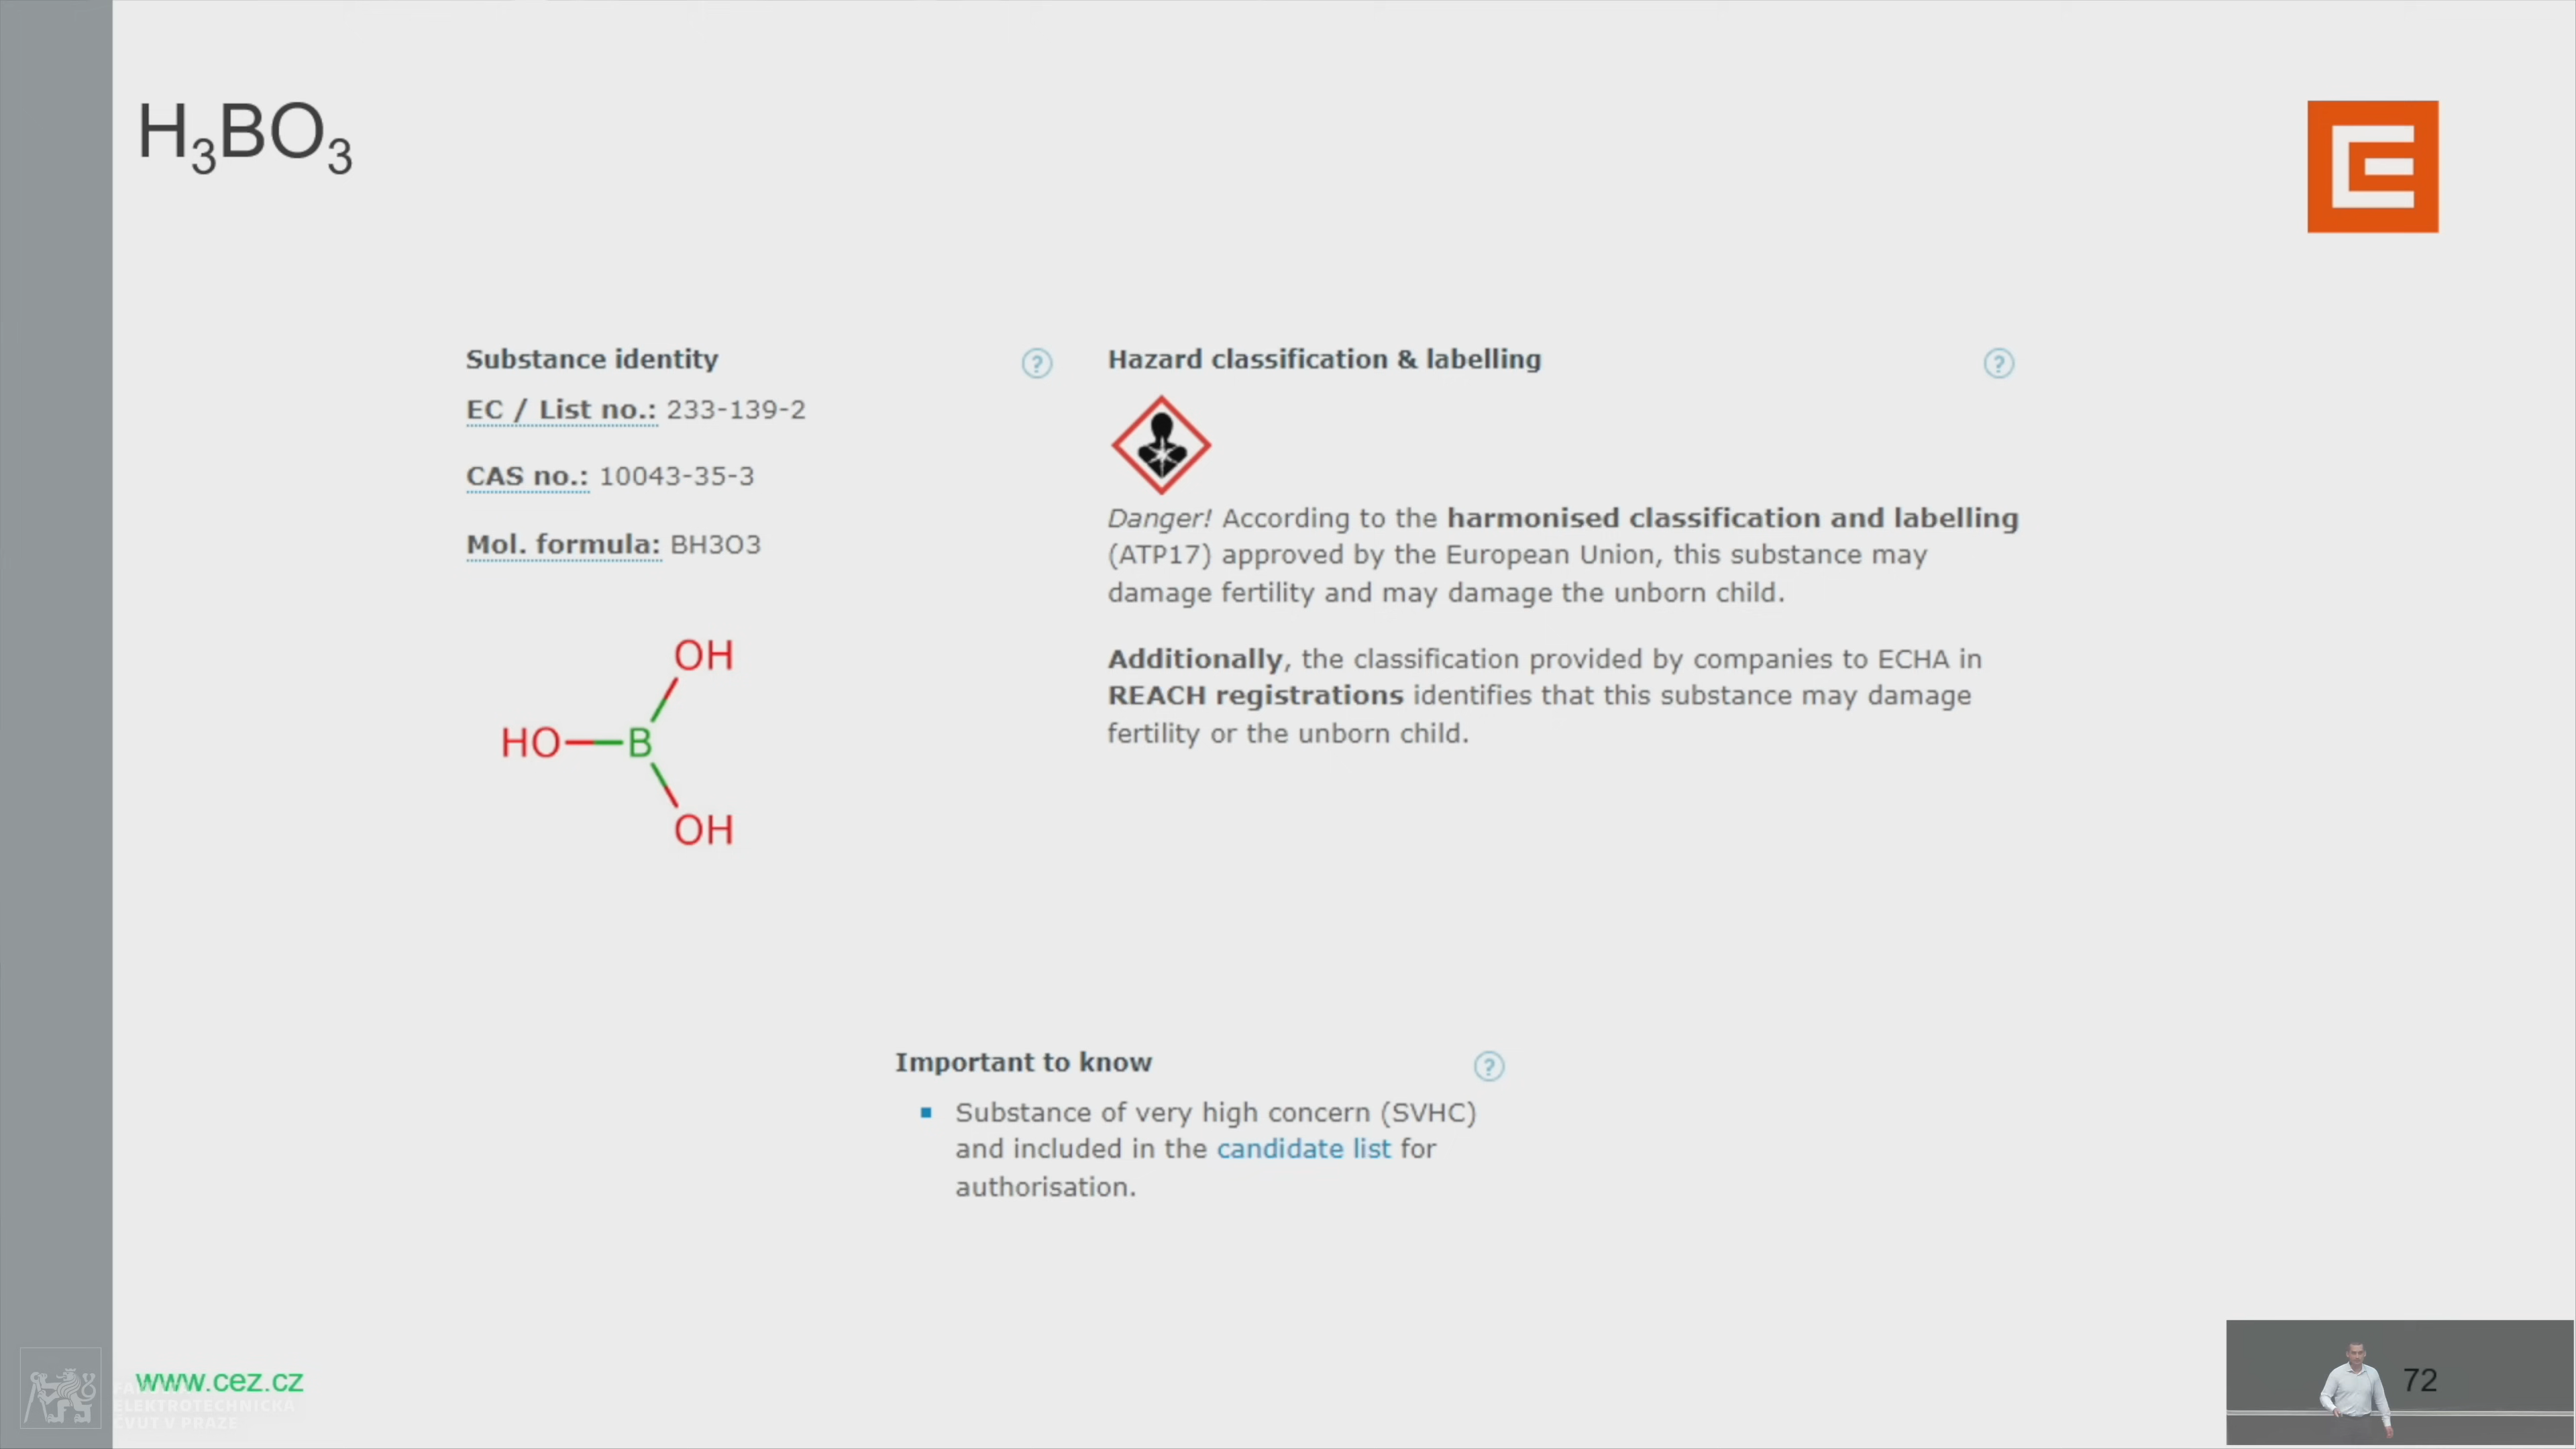 H₃BO₃
Substance identity
EC / List no.: 233-139-2
CAS no.: 10043-35-3
Mol. formula: BH3O3
OH
HO
B
OH
Hazard classification & labelling
Danger! According to the harmonised classification and labelling
(ATP17) approved by the European Union, this substance may
damage fertility and may damage the unborn child.
Additionally, the classification provided by companies to ECHA in
REACH registrations identifies that this substance may damage
fertility or the unborn child.
Important to know
Substance of very high concern (SVHC)
and included in the candidate list for
authorisation.
www.cez.cz
ELEKTROTECHNICKÁ
ČVUT V PRAZE
72